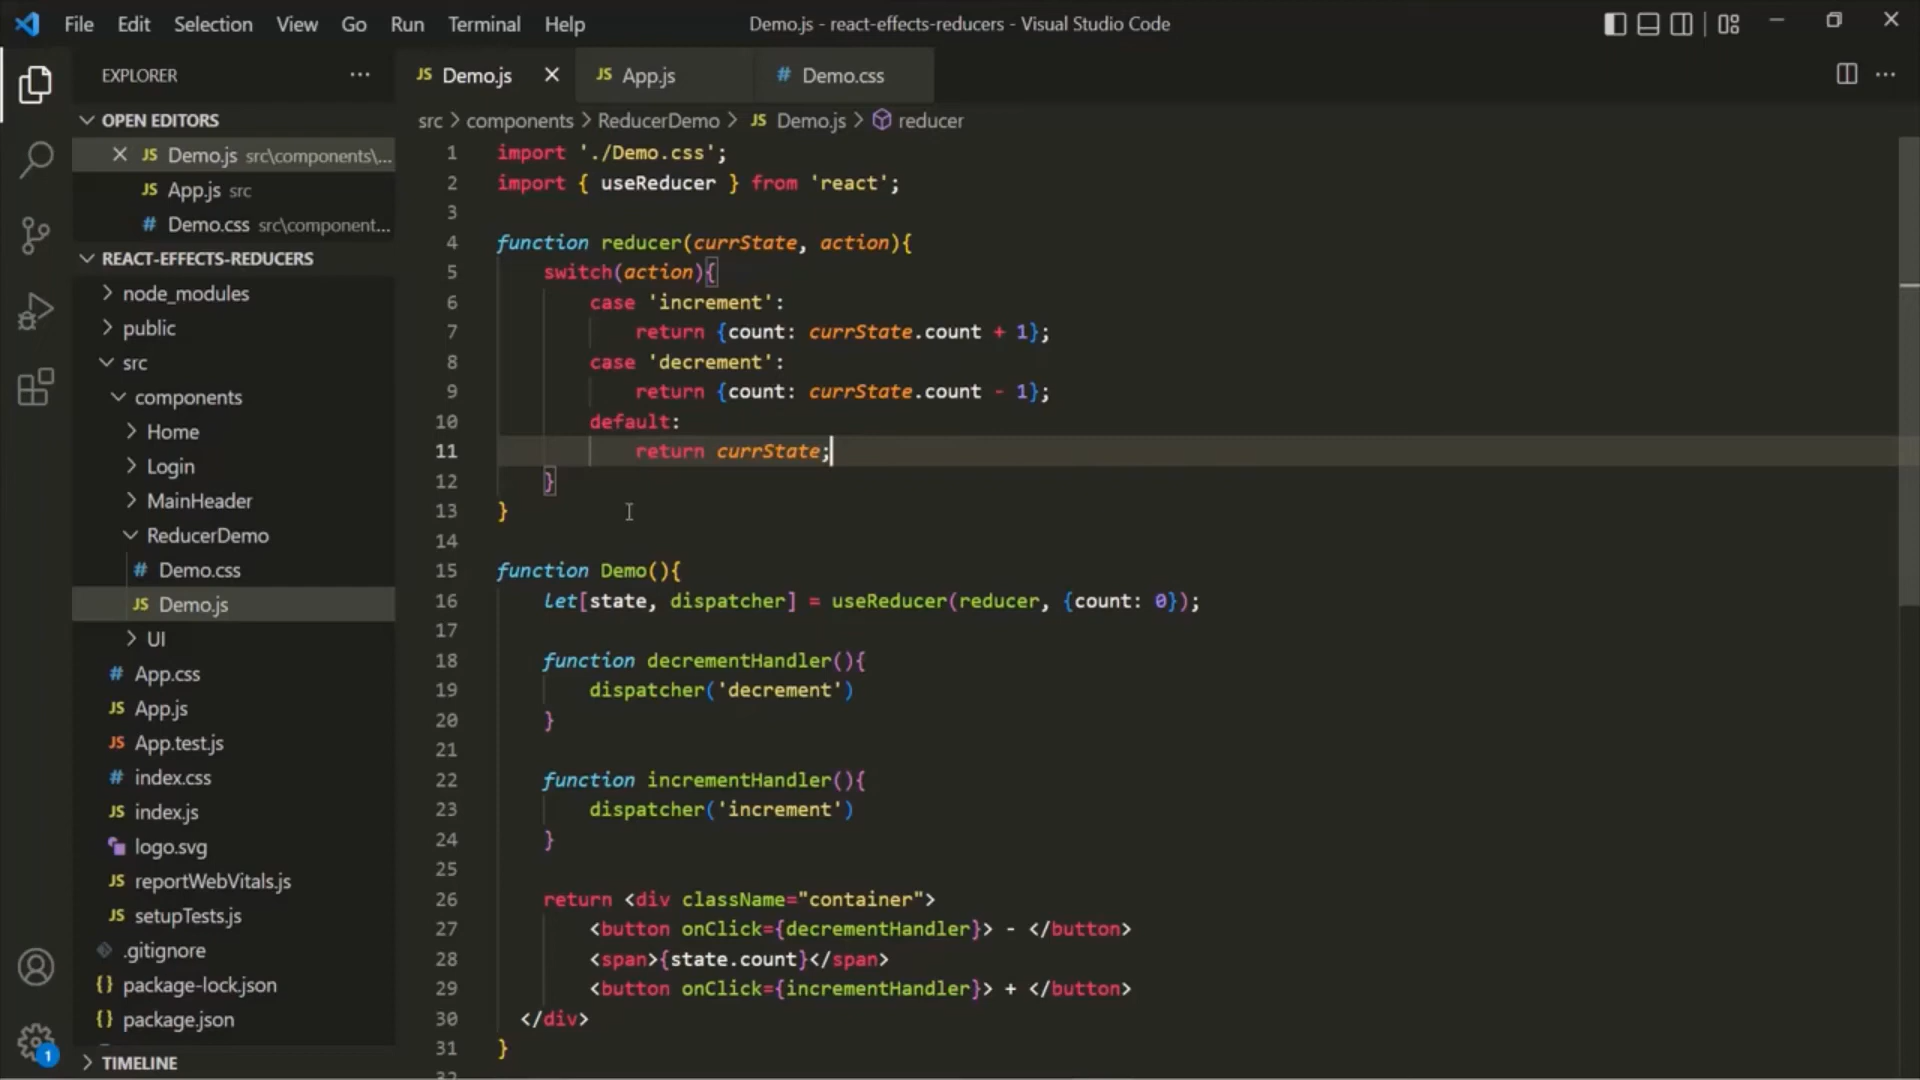 File Edit Selection View Go Run Terminal Help
Demo.js - react-effects-reducers - Visual Studio Code
EXPLORER
OPEN EDITORS
Demo.js src\components\...
App.js src
Demo.css src\component...
REACT-EFFECTS-REDUCERS
node_modules
public
src
components
Home
Login
MainHeader
ReducerDemo
Demo.css
Demo.js
UI
App.css
App.js
App.test.js
index.css
index.js
logo.svg
reportWebVitals.js
setupTests.js
.gitignore
package-lock.json
package.json
TIMELINE
1
JS Demo.js JS App.js # Demo.css
src > components > ReducerDemo > JS Demo.js > reducer
1 import './Demo.css';
2 import { useReducer } from 'react';
3
4 function reducer(currState, action){
5 switch(action){
6 case 'increment':
7 return {count: currState.count + 1};
8 case 'decrement':
9 return {count: currState.count - 1};
10 default:
11 return currState;
12 }
13 }
14
15 function Demo(){
16 let[state, dispatcher] = useReducer(reducer, {count: 0});
17
18 function decrementHandler(){
19 dispatcher('decrement')
20 }
21
22 function incrementHandler(){
23 dispatcher('increment')
24 }
25
26 return <div className="container">
27 <button onClick={decrementHandler}> - </button>
28 <span>{state.count}</span>
29 <button onClick={incrementHandler}> + </button>
30 </div>
31 }
32